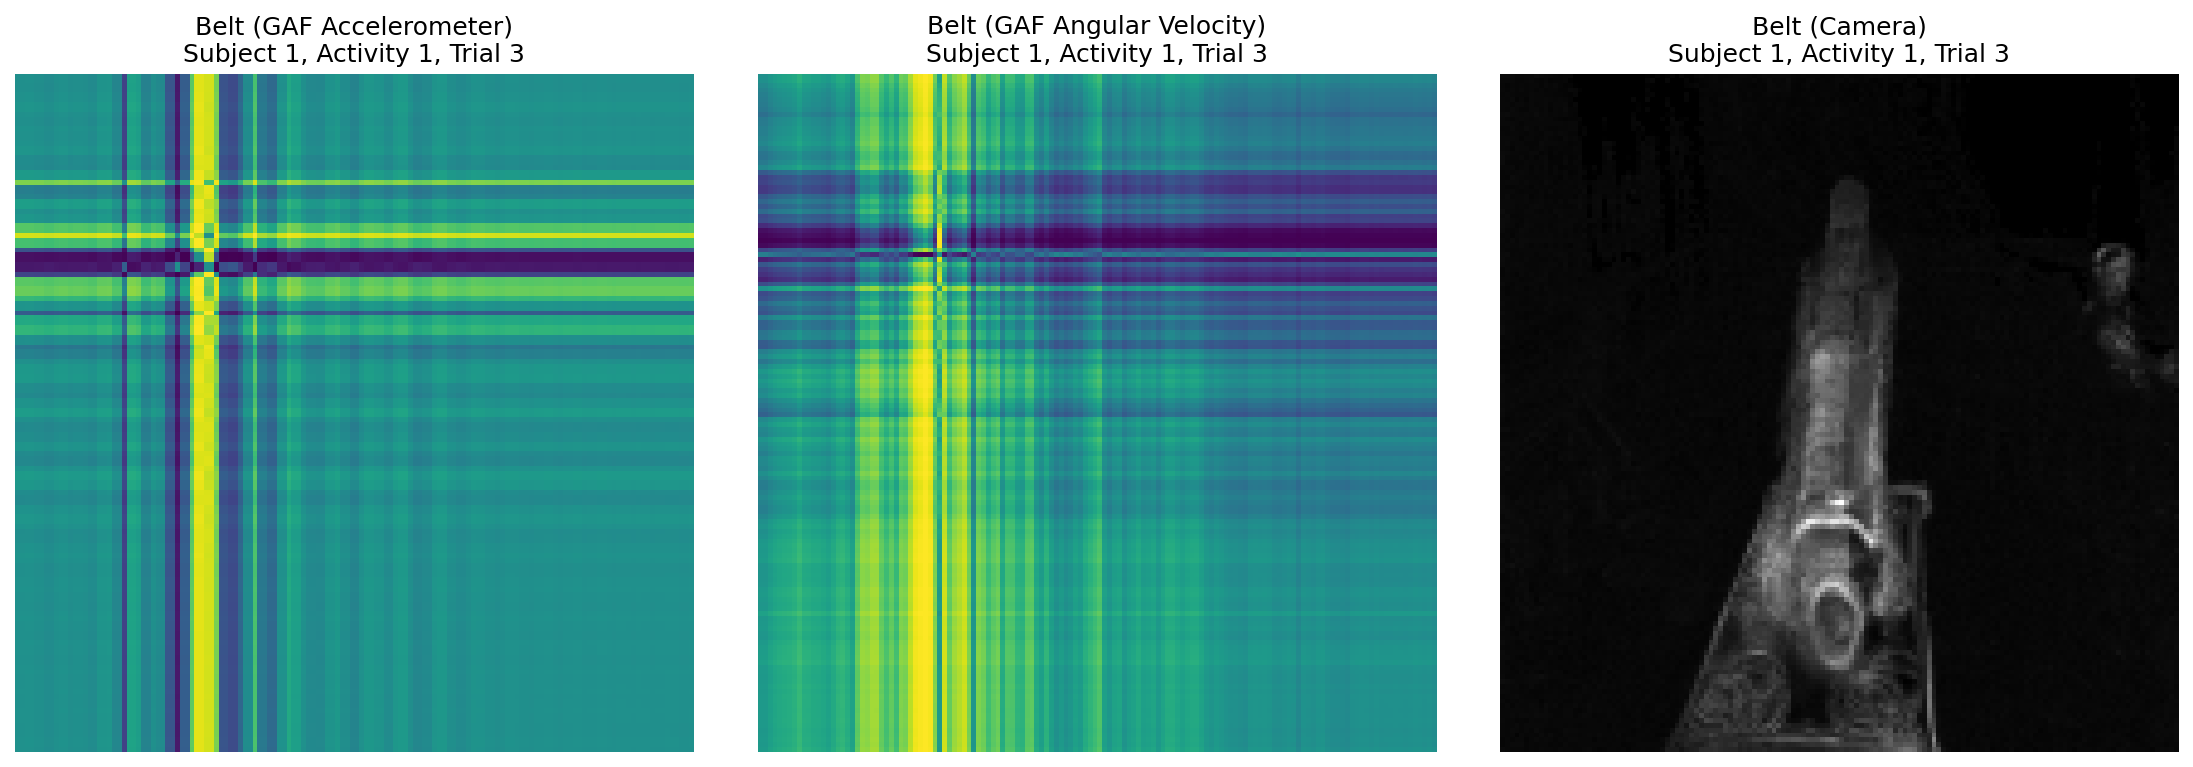 Belt (GAF Accelerometer)
Subject 1, Activity 1, Trial 3
Belt (GAF Angular Velocity)
Subject 1, Activity 1, Trial 3
Belt (Camera)
Subject 1, Activity 1, Trial 3